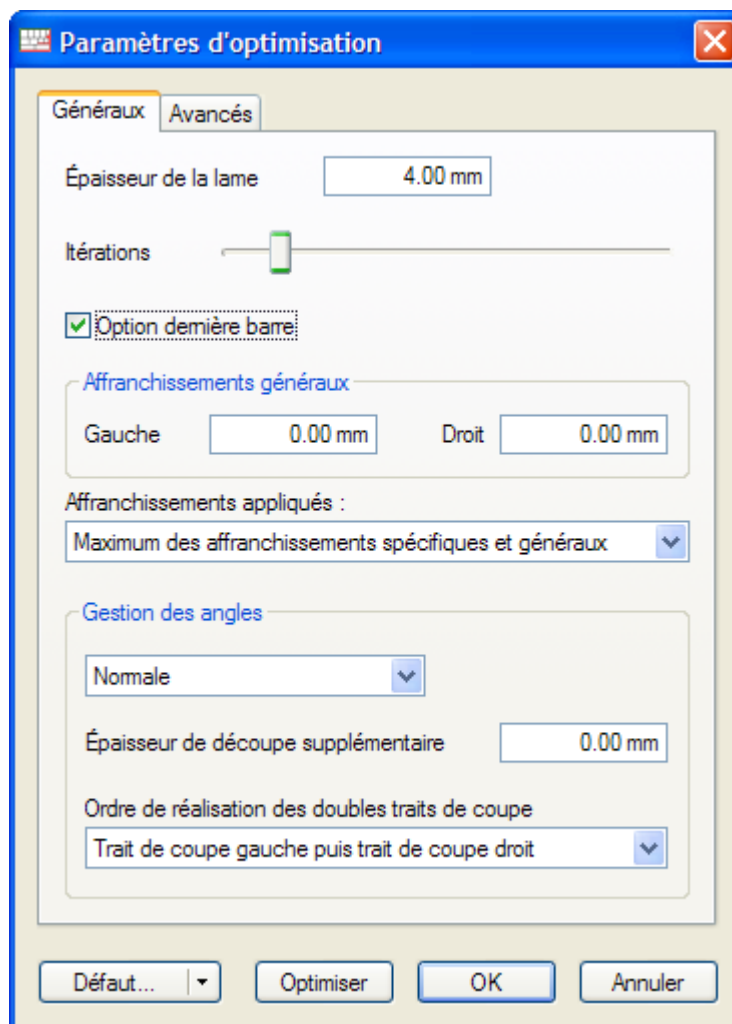 Paramètres d'optimisation
Généraux Avancés
Épaisseur de la lame 4.00 mm
Itérations
Option dernière barre
Affranchissements généraux
Gauche 0.00 mm Droit 0.00 mm
Affranchissements appliqués :
Maximum des affranchissements spécifiques et généraux
Gestion des angles
Normale
Épaisseur de découpe supplémentaire 0.00 mm
Ordre de réalisation des doubles traits de coupe
Trait de coupe gauche puis trait de coupe droit
Défaut... Optimiser OK Annuler